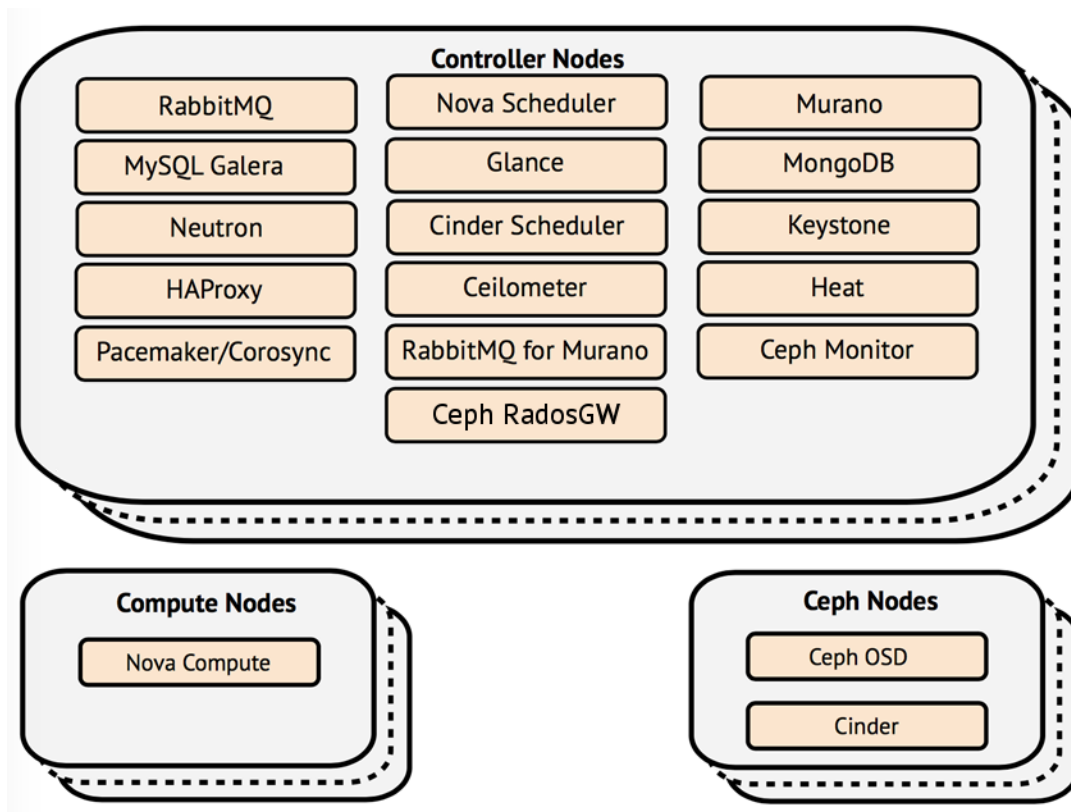 Controller Nodes
RabbitMQ
Nova Scheduler
Murano
MySQL Galera
Glance
MongoDB
Neutron
Cinder Scheduler
Keystone
HAProxy
Ceilometer
Heat
Pacemaker/Corosync
RabbitMQ for Murano
Ceph Monitor
Ceph RadosGW
Compute Nodes
Nova Compute
Ceph Nodes
Ceph OSD
Cinder